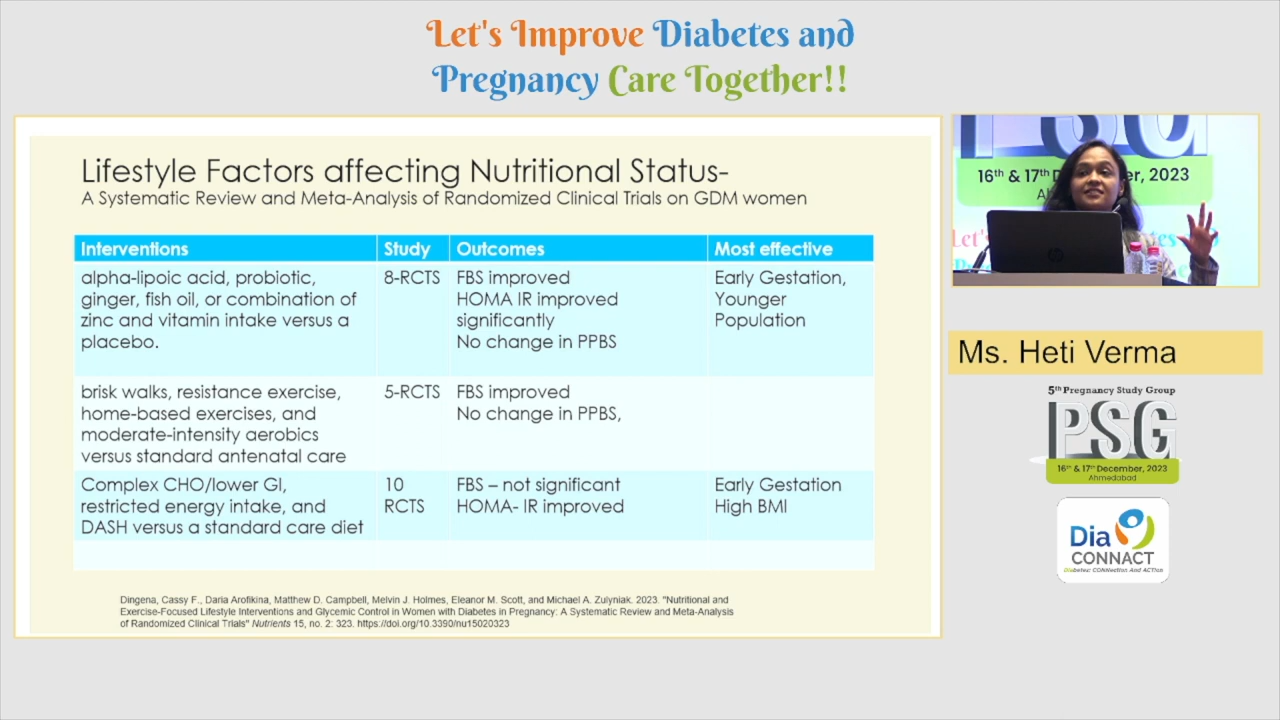 Let's Improve Diabetes and
Pregnancy Care Together!!
Lifestyle Factors affecting Nutritional Status-
A Systematic Review and Meta-Analysis of Randomized Clinical Trials on GDM women
Interventions Study Outcomes Most effective
alpha-lipoic acid, probiotic, 8-RCTS FBS improved Early Gestation,
ginger, fish oil, or combination of HOMA IR improved Younger
zinc and vitamin intake versus a significantly Population
placebo. No change in PPBS
brisk walks, resistance exercise, 5-RCTS FBS improved
home-based exercises, and No change in PPBS,
moderate-intensity aerobics
versus standard antenatal care
Complex CHO/lower GI, 10 FBS – not significant Early Gestation
restricted energy intake, and RCTS HOMA- IR improved High BMI
DASH versus a standard care diet
Dingena, Cassy F., Daria Arofikina, Matthew D. Campbell, Melvin J. Holmes, Eleanor M. Scott, and Michael A. Zulyniak. 2023. "Nutritional and
Exercise-Focused Lifestyle Interventions and Glycemic Control in Women with Diabetes in Pregnancy: A Systematic Review and Meta-Analysis
of Randomized Clinical Trials" Nutrients 15, no. 2: 323. https://doi.org/10.3390/nu15020323
PSG
16th & 17th D er, 2023
Let's
Ms. Heti Verma
5th Pregnancy Study Group
PSG
16th & 17th December, 2023
Ahmedabad
Dia
CONNACT
Diabetes: CONNection And ACTion